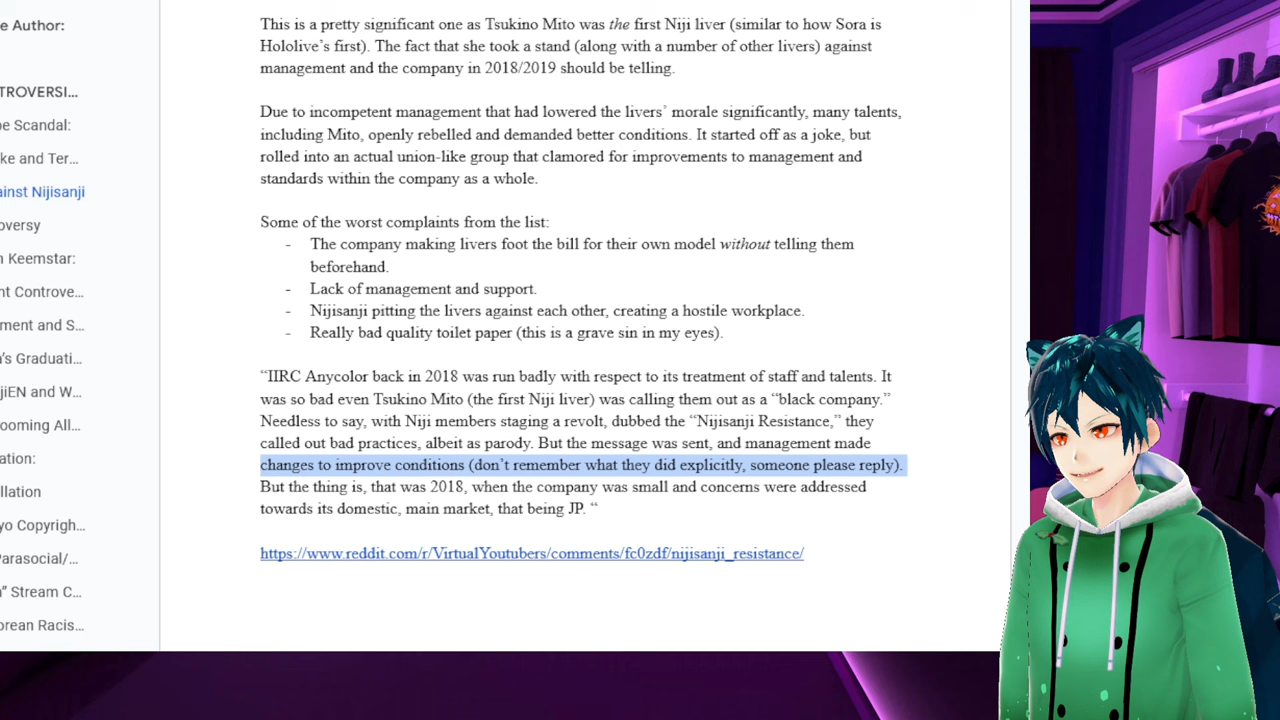 e Author:
TROVERSI...
be Scandal:
ke and Ter...
ainst Nijisanji
oversy
n Keemstar:
nt Controve...
ment and S...
a's Graduati...
ijiEN and W...
ooming All...
ation:
llation
yo Copyrigh...
Parasocial/...
n" Stream C...
orean Racis...
This is a pretty significant one as Tsukino Mito was the first Niji liver (similar to how Sora is
Hololive's first). The fact that she took a stand (along with a number of other livers) against
management and the company in 2018/2019 should be telling.
Due to incompetent management that had lowered the livers' morale significantly, many talents,
including Mito, openly rebelled and demanded better conditions. It started off as a joke, but
rolled into an actual union-like group that clamored for improvements to management and
standards within the company as a whole.
Some of the worst complaints from the list:
- The company making livers foot the bill for their own model without telling them
beforehand.
- Lack of management and support.
- Nijisanji pitting the livers against each other, creating a hostile workplace.
- Really bad quality toilet paper (this is a grave sin in my eyes).
“IIRC Anycolor back in 2018 was run badly with respect to its treatment of staff and talents. It
was so bad even Tsukino Mito (the first Niji liver) was calling them out as a “black company.”
Needless to say, with Niji members staging a revolt, dubbed the “Nijisanji Resistance,” they
called out bad practices, albeit as parody. But the message was sent, and management made
changes to improve conditions (don't remember what they did explicitly, someone please reply).
But the thing is, that was 2018, when the company was small and concerns were addressed
towards its domestic, main market, that being JP. “
https://www.reddit.com/r/VirtualYoutubers/comments/fc0zdf/nijisanji_resistance/